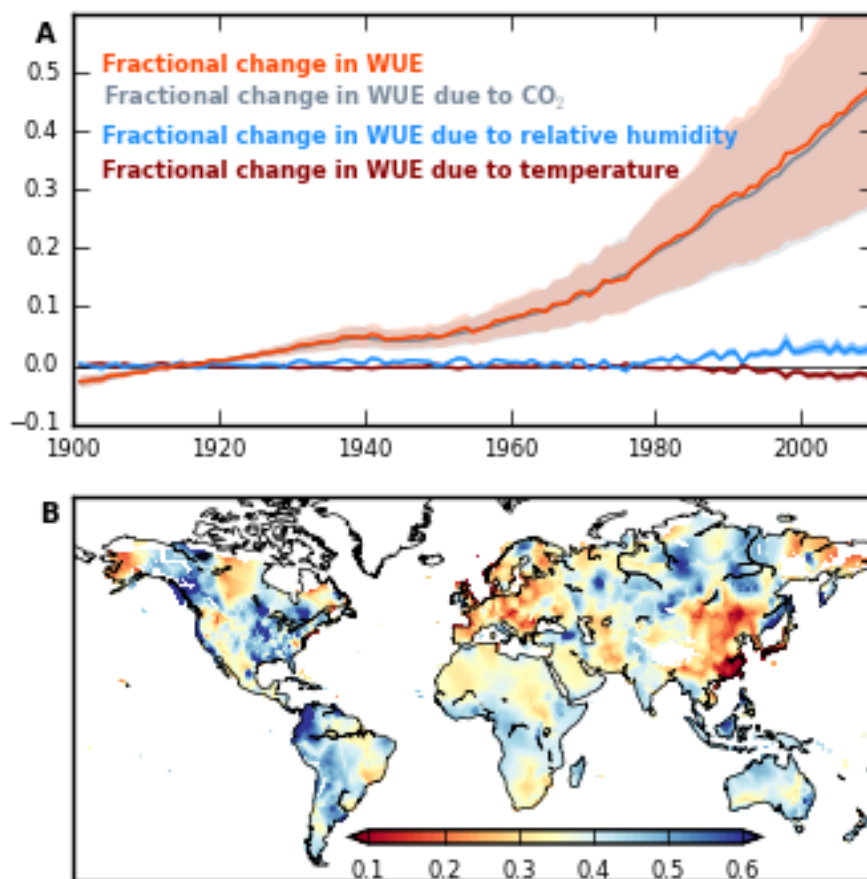 A
Fractional change in WUE
Fractional change in WUE due to CO₂
Fractional change in WUE due to relative humidity
Fractional change in WUE due to temperature
0.5
0.4
0.3
0.2
0.1
0.0
−0.1
1900 1920 1940 1960 1980 2000
B
0.1 0.2 0.3 0.4 0.5 0.6